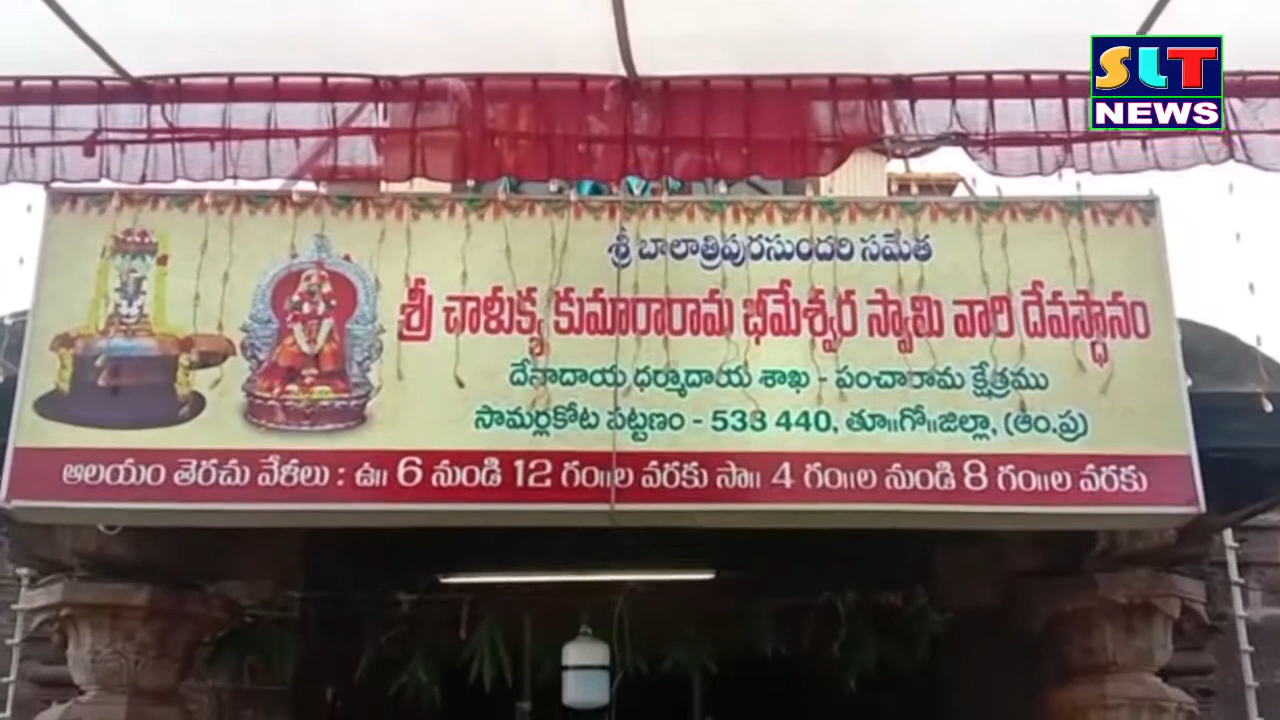 SLT
NEWS
శ్రీ బాలాత్రిపురసుందరి సమేత
శ్రీ చాళుక్య కుమారారామ భీమేశ్వర స్వామి వారి దేవస్థానం
దేవాదాయ ధర్మాదాయ శాఖ - పంచారామ క్షేత్రము
సామర్లకోట పట్టణం - 533 440, తూ॥గో॥జిల్లా, (ఆం.ప్ర)
ఆలయం తెరచు వేళలు : ఉ॥ 6 నుండి 12 గం॥ల వరకు సా॥ 4 గం॥ల నుండి 8 గం॥ల వరకు